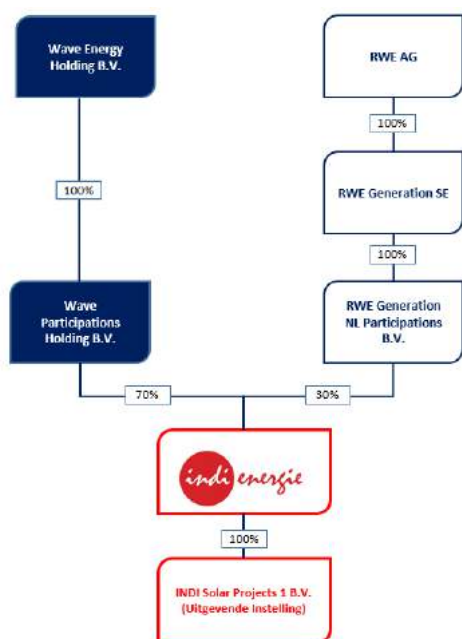 Wave Energy
Holding B.V.
RWE AG
100%
RWE Generation SE
100%
100%
Wave
Participations
Holding B.V.
RWE Generation
NL Participations
B.V.
70%
30%
indi energie
100%
INDI Solar Projects 1 B.V.
(Uitgevende Instelling)